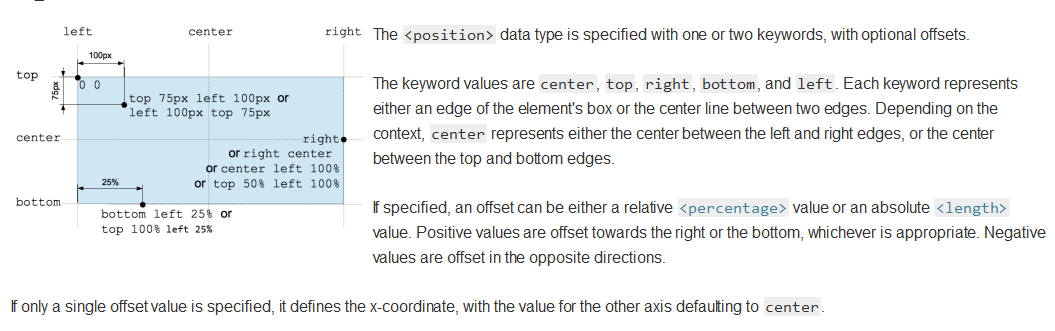 left center right
100px
top
75px
0 0
top 75px left 100px or
left 100px top 75px
center
right
or right center
or center left 100%
or top 50% left 100%
25%
bottom
bottom left 25% or
top 100% left 25%
The <position> data type is specified with one or two keywords, with optional offsets.
The keyword values are center, top, right, bottom, and left. Each keyword represents
either an edge of the element's box or the center line between two edges. Depending on the
context, center represents either the center between the left and right edges, or the center
between the top and bottom edges.
If specified, an offset can be either a relative <percentage> value or an absolute <length>
value. Positive values are offset towards the right or the bottom, whichever is appropriate. Negative
values are offset in the opposite directions.
If only a single offset value is specified, it defines the x-coordinate, with the value for the other axis defaulting to center.